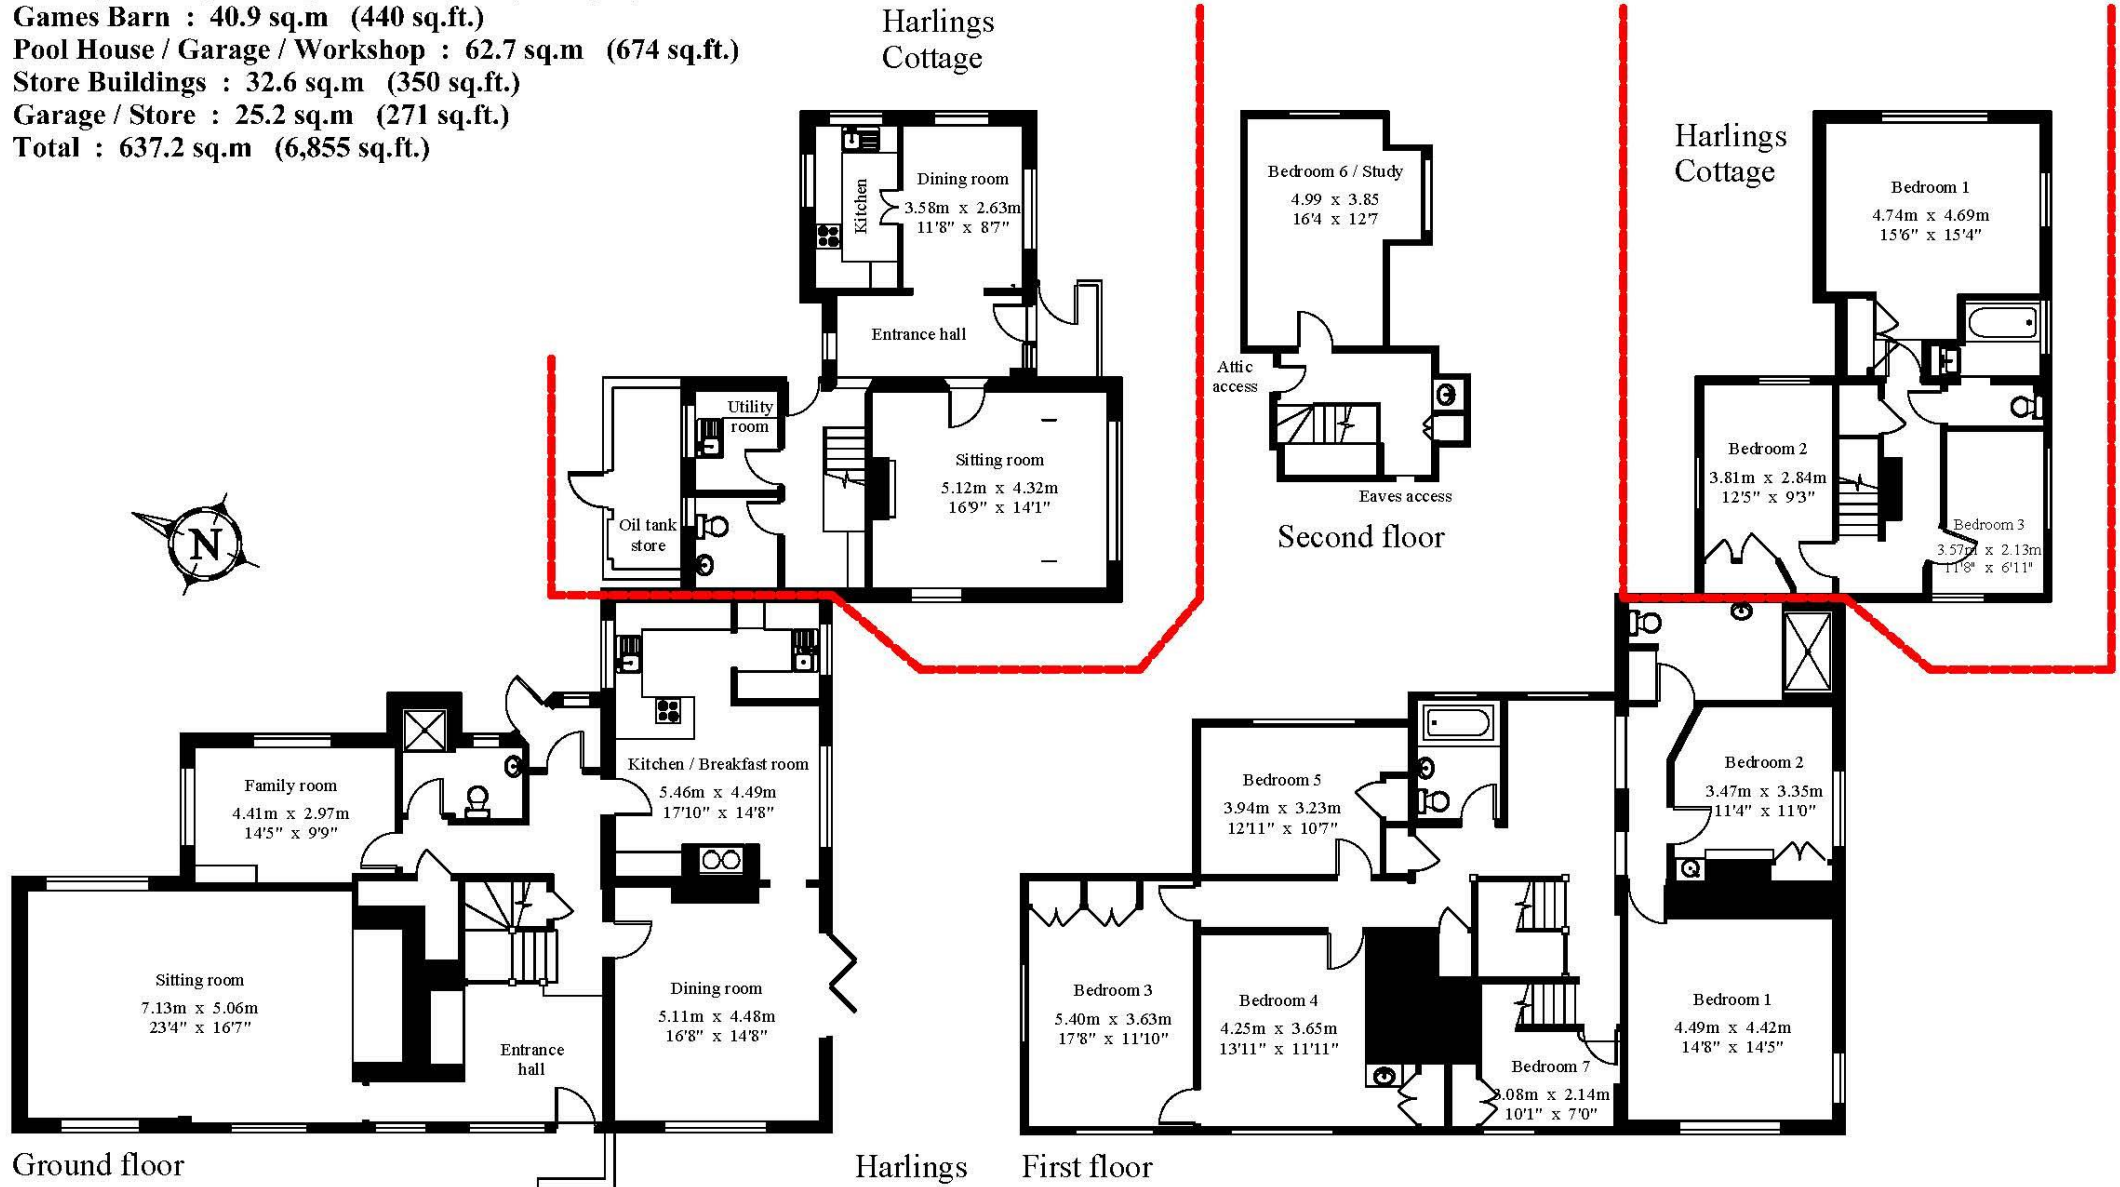 Games Barn : 40.9 sq.m (440 sq.ft.)
Pool House / Garage / Workshop : 62.7 sq.m (674 sq.ft.)
Store Buildings : 32.6 sq.m (350 sq.ft.)
Garage / Store : 25.2 sq.m (271 sq.ft.)
Total : 637.2 sq.m (6,855 sq.ft.)
Harlings
Cottage
Kitchen
Dining room
3.58m x 2.63m
11'8" x 8'7"
Entrance hall
Utility
room
Sitting room
5.12m x 4.32m
16'9" x 14'1"
Oil tank
store
N
Bedroom 6 / Study
4.99 x 3.85
16'4 x 12'7
Attic
access
Eaves access
Second floor
Harlings
Cottage
Bedroom 1
4.74m x 4.69m
15'6" x 15'4"
Bedroom 2
3.81m x 2.84m
12'5" x 9'3"
Bedroom 3
3.57m x 2.13m
11'8" x 6'11"
Kitchen / Breakfast room
5.46m x 4.49m
17'10" x 14'8"
Family room
4.41m x 2.97m
14'5" x 9'9"
Sitting room
7.13m x 5.06m
23'4" x 16'7"
Dining room
5.11m x 4.48m
16'8" x 14'8"
Entrance
hall
Ground floor
Harlings
Bedroom 5
3.94m x 3.23m
12'11" x 10'7"
Bedroom 2
3.47m x 3.35m
11'4" x 11'0"
Bedroom 3
5.40m x 3.63m
17'8" x 11'10"
Bedroom 4
4.25m x 3.65m
13'11" x 11'11"
Bedroom 1
4.49m x 4.42m
14'8" x 14'5"
Bedroom 7
3.08m x 2.14m
10'1" x 7'0"
First floor